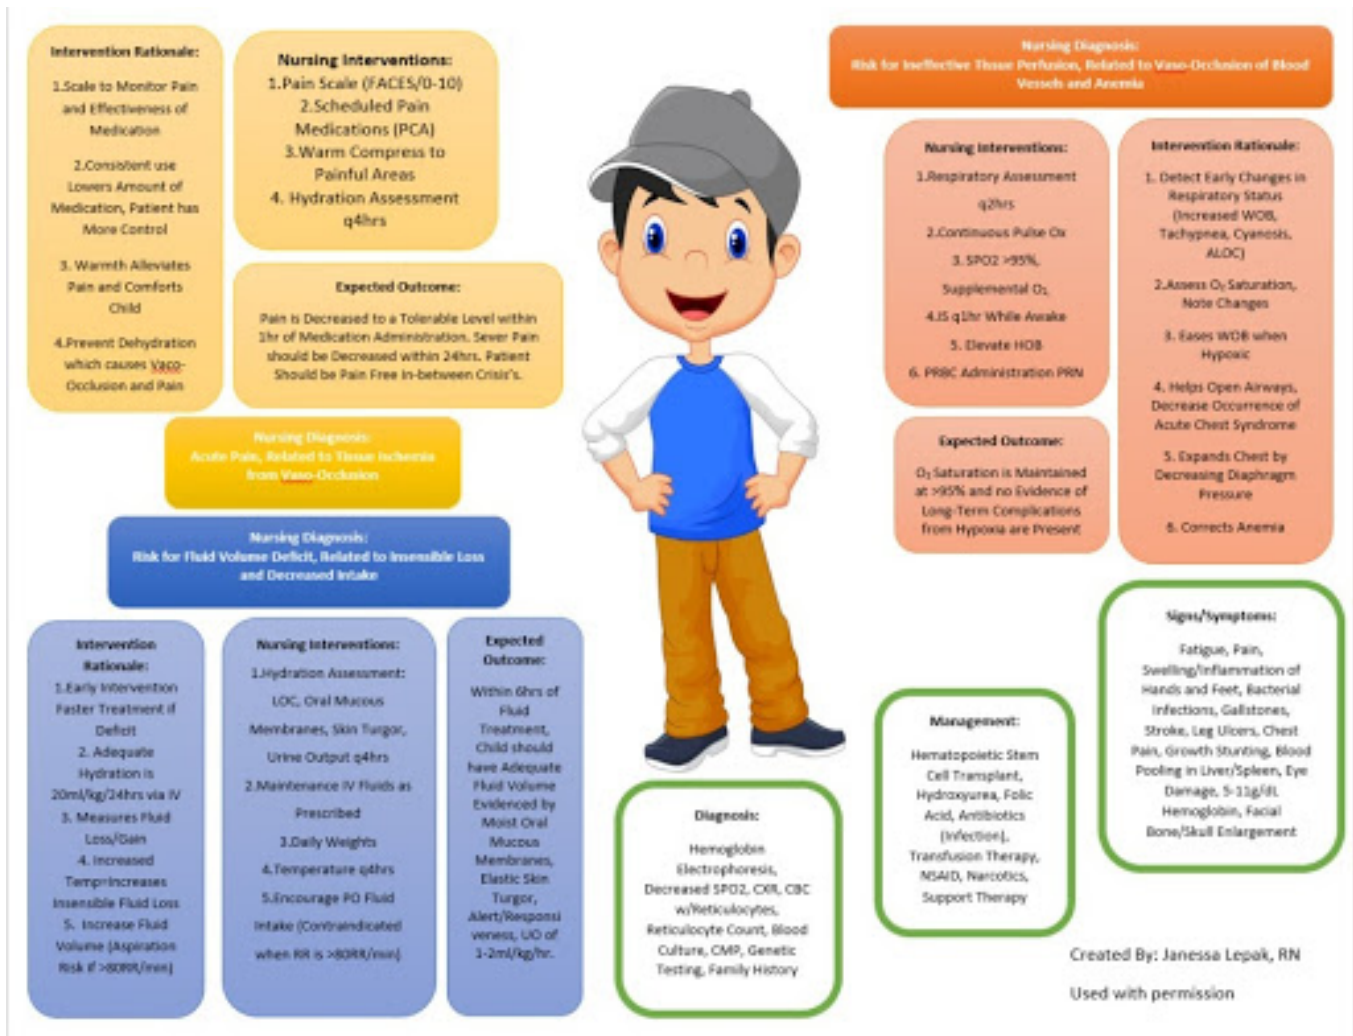 Intervention Rationale:
1.Scale to Monitor Pain
and Effectiveness of
Medication
2.Consistent use
Lowers Amount of
Medication, Patient has
More Control
3. Warmth Alleviates
Pain and Comforts
Child
4.Prevent Dehydration
which causes Vaco-
Occlusion and Pain
Nursing Interventions:
1.Pain Scale (FACES/0-10)
2.Scheduled Pain
Medications (PCA)
3.Warm Compress to
Painful Areas
4. Hydration Assessment
q4hrs
Expected Outcome:
Pain is Decreased to a Tolerable Level within
1hr of Medication Administration. Sever Pain
should be Decreased within 24hrs. Patient
Should be Pain Free in-between Crisis's.
Nursing Diagnosis:
Acute Pain, Related to Tissue Ischemia
from Vaso-Occlusion
Nursing Diagnosis:
Risk for Fluid Volume Deficit, Related to Insensible Loss
and Decreased Intake
Intervention
Rationale:
1.Early Intervention
Faster Treatment if
Deficit
2. Adequate
Hydration is
20ml/kg/24hrs via IV
3. Measures Fluid
Loss/Gain
4. Increased
Temp=Increases
Insensible Fluid Loss
5. Increase Fluid
Volume (Aspiration
Risk if >80RR/min)
Nursing Interventions:
1.Hydration Assessment:
LOC, Oral Mucous
Membranes, Skin Turgor,
Urine Output q4hrs
2.Maintenance IV Fluids as
Prescribed
3.Daily Weights
4.Temperature q4hrs
5.Encourage PO Fluid
Intake (Contraindicated
when RR is >80RR/min)
Expected
Outcome:
Within 6hrs of
Fluid
Treatment,
Child should
have Adequate
Fluid Volume
Evidenced by
Moist Oral
Mucous
Membranes,
Elastic Skin
Turgor,
Alert/Responsi
veness, UO of
1-2ml/kg/hr.
Nursing Diagnosis:
Risk for Ineffective Tissue Perfusion, Related to Vaso-Occlusion of Blood
Vessels and Anemia
Nursing Interventions:
1.Respiratory Assessment
q2hrs
2.Continuous Pulse Ox
3. SPO2 >95%,
Supplemental O₂
4.IS q1hr While Awake
5. Elevate HOB
6. PRBC Administration PRN
Expected Outcome:
O₂ Saturation is Maintained
at >95% and no Evidence of
Long-Term Complications
from Hypoxia are Present
Intervention Rationale:
1. Detect Early Changes in
Respiratory Status
(Increased WOB,
Tachypnea, Cyanosis,
ALOC)
2.Assess O₂ Saturation,
Note Changes
3. Eases WOB when
Hypoxic
4. Helps Open Airways,
Decrease Occurrence of
Acute Chest Syndrome
5. Expands Chest by
Decreasing Diaphragm
Pressure
6. Corrects Anemia
Diagnosis:
Hemoglobin
Electrophoresis,
Decreased SPO2, CXR, CBC
w/Reticulocytes,
Reticulocyte Count, Blood
Culture, CMP, Genetic
Testing, Family History
Management:
Hematopoietic Stem
Cell Transplant,
Hydroxyurea, Folic
Acid, Antibiotics
(Infection),
Transfusion Therapy,
NSAID, Narcotics,
Support Therapy
Signs/Symptoms:
Fatigue, Pain,
Swelling/Inflammation of
Hands and Feet, Bacterial
Infections, Gallstones,
Stroke, Leg Ulcers, Chest
Pain, Growth Stunting, Blood
Pooling in Liver/Spleen, Eye
Damage, 5-11g/dL
Hemoglobin, Facial
Bone/Skull Enlargement
Created By: Janessa Lepak, RN
Used with permission